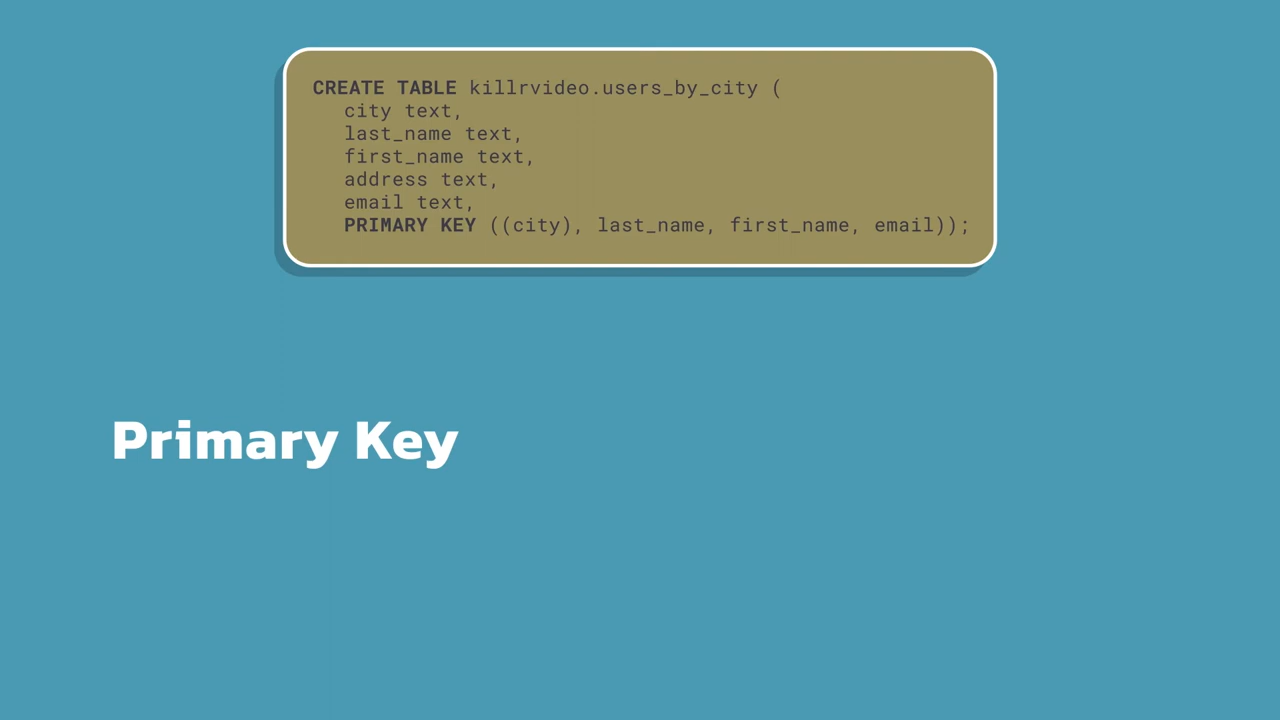 CREATE TABLE killrvideo.users_by_city (
city text,
last_name text,
first_name text,
address text,
email text,
PRIMARY KEY ((city), last_name, first_name, email));
Primary Key